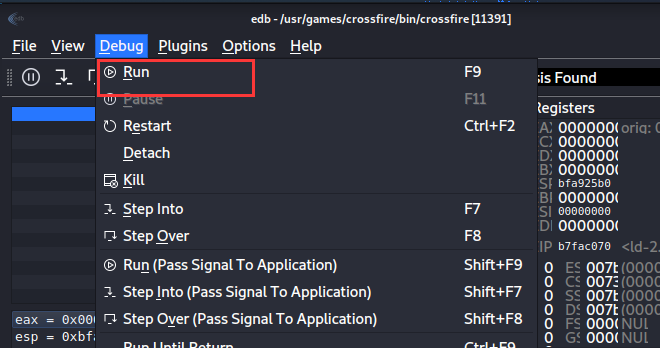 edb - /usr/games/crossfire/bin/crossfire [11391]
File View Debug Plugins Options Help
Run F9
sis Found
Pause F11
Registers
Restart Ctrl+F2
Detach
Kill
Step Into F7
Step Over F8
Run (Pass Signal To Application) Shift+F9
Step Into (Pass Signal To Application) Shift+F7
Step Over (Pass Signal To Application) Shift+F8
Run Until Return Ctrl+F9
AX 0000000 orig: 0
CX 0000000
DX 0000000
BX 0000000
SP bfa925b0
BP 0000000
SI 00000000
DI 0000000
IP b7fac070 <ld-2.
0 ES 007b (0000
0 CS 0073 (0000
0 SS 007b (0000
0 DS 007b (0000
0 FS 0000 NUL
0 GS 0000 NUL
eax = 0x000
esp = 0xbfa